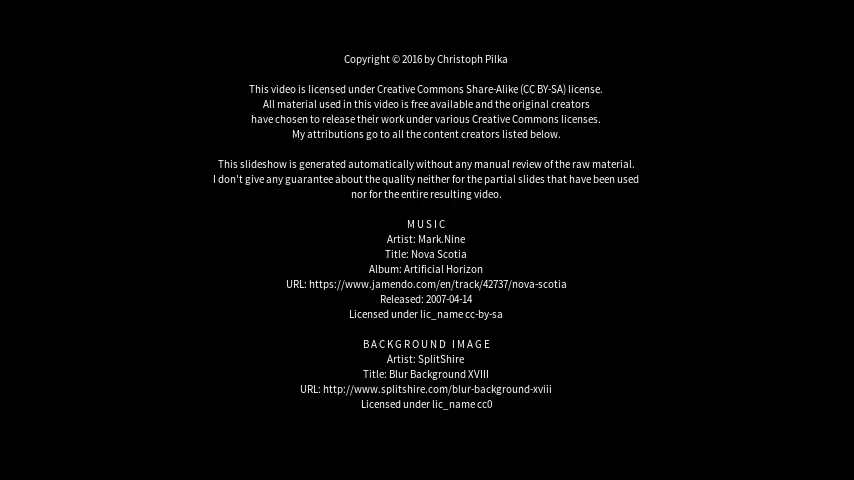 Copyright © 2016 by Christoph Pilka
This video is licensed under Creative Commons Share-Alike (CC BY-SA) license.
All material used in this video is free available and the original creators
have chosen to release their work under various Creative Commons licenses.
My attributions go to all the content creators listed below.
This slideshow is generated automatically without any manual review of the raw material.
I don't give any guarantee about the quality neither for the partial slides that have been used
nor for the entire resulting video.
MUSIC
Artist: Mark.Nine
Title: Nova Scotia
Album: Artificial Horizon
URL: https://www.jamendo.com/en/track/42737/nova-scotia
Released: 2007-04-14
Licensed under lic_name cc-by-sa
BACKGROUND IMAGE
Artist: SplitShire
Title: Blur Background XVIII
URL: http://www.splitshire.com/blur-background-xviii
Licensed under lic_name cc0